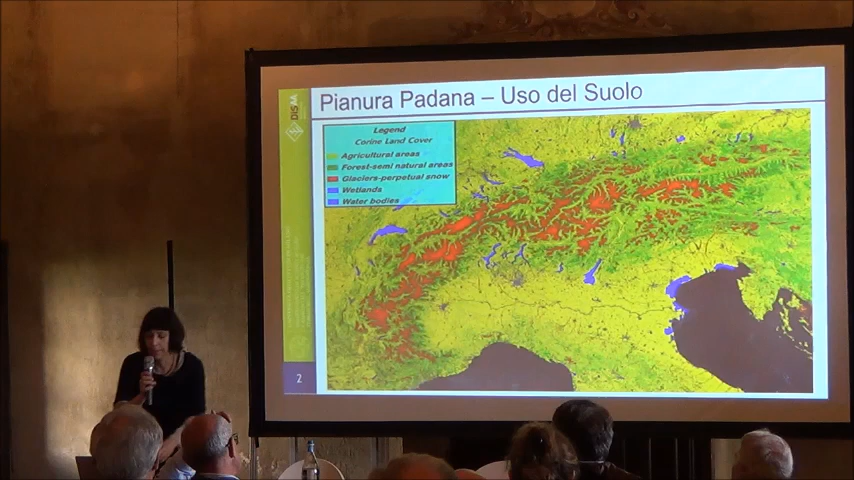 Pianura Padana – Uso del Suolo
DISAA
Legend
Corine Land Cover
Agricultural areas
Forest-semi natural areas
Glaciers-perpetual snow
Wetlands
Water bodies
2